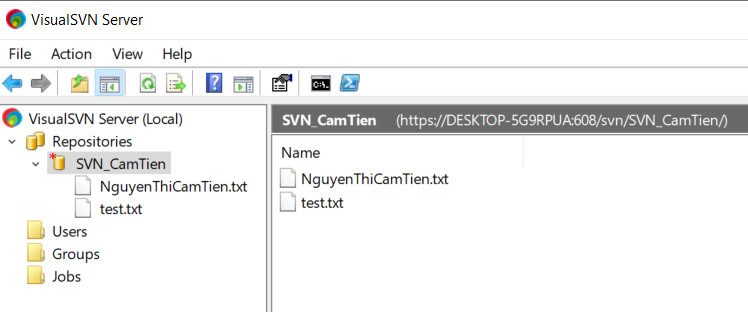 VisualSVN Server
File Action View Help
VisualSVN Server (Local)
Repositories
SVN_CamTien
NguyenThiCamTien.txt
test.txt
Users
Groups
Jobs
SVN_CamTien (https://DESKTOP-5G9RPUA:608/svn/SVN_CamTien/)
Name
NguyenThiCamTien.txt
test.txt